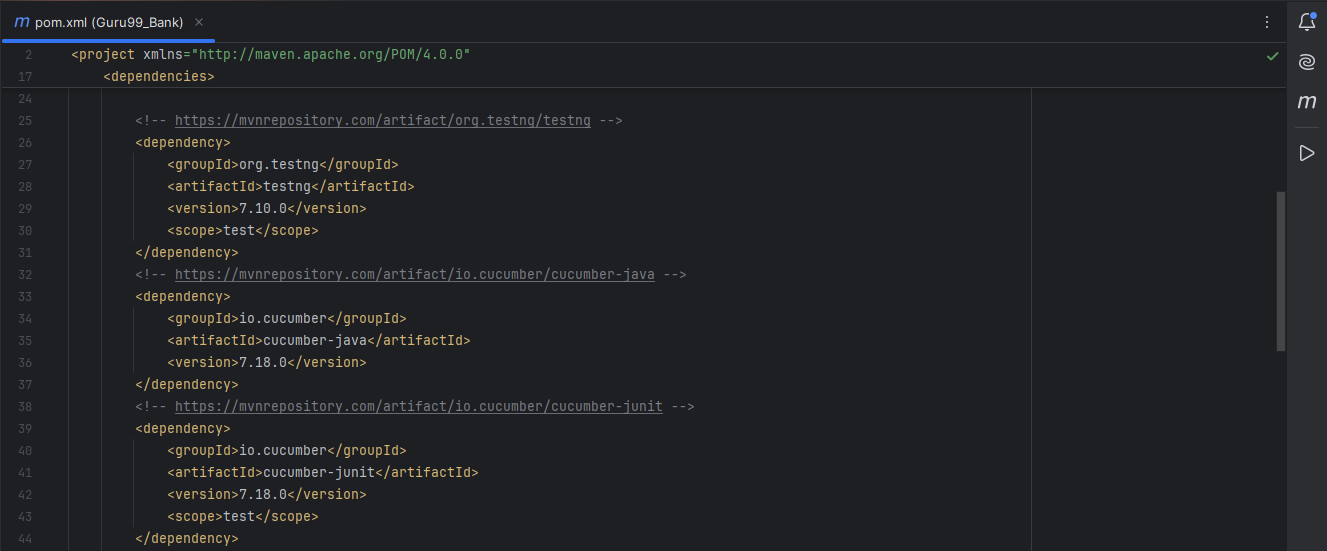 m pom.xml (Guru99_Bank) ×
2 <project xmlns="http://maven.apache.org/POM/4.0.0"
17 <dependencies>
24
25 <!-- https://mvnrepository.com/artifact/org.testng/testng -->
26 <dependency>
27 <groupId>org.testng</groupId>
28 <artifactId>testng</artifactId>
29 <version>7.10.0</version>
30 <scope>test</scope>
31 </dependency>
32 <!-- https://mvnrepository.com/artifact/io.cucumber/cucumber-java -->
33 <dependency>
34 <groupId>io.cucumber</groupId>
35 <artifactId>cucumber-java</artifactId>
36 <version>7.18.0</version>
37 </dependency>
38 <!-- https://mvnrepository.com/artifact/io.cucumber/cucumber-junit -->
39 <dependency>
40 <groupId>io.cucumber</groupId>
41 <artifactId>cucumber-junit</artifactId>
42 <version>7.18.0</version>
43 <scope>test</scope>
44 </dependency>
m